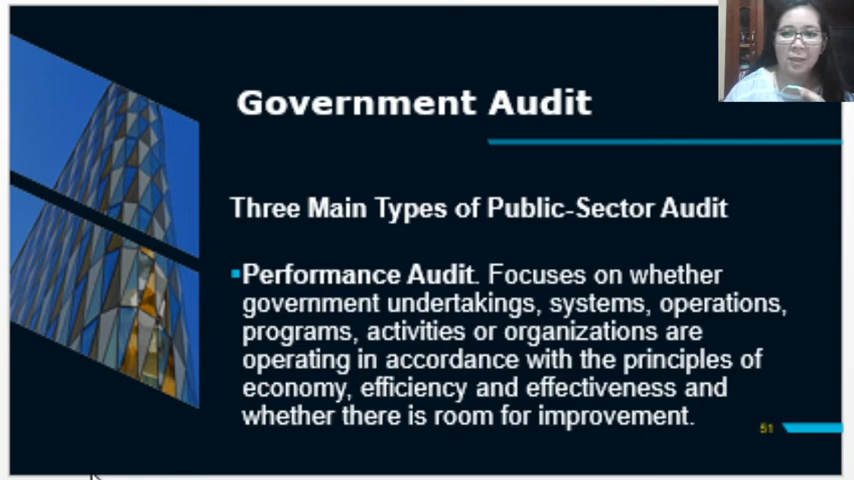 Government Audit
Three Main Types of Public-Sector Audit
▪Performance Audit. Focuses on whether
government undertakings, systems, operations,
programs, activities or organizations are
operating in accordance with the principles of
economy, efficiency and effectiveness and
whether there is room for improvement.
51